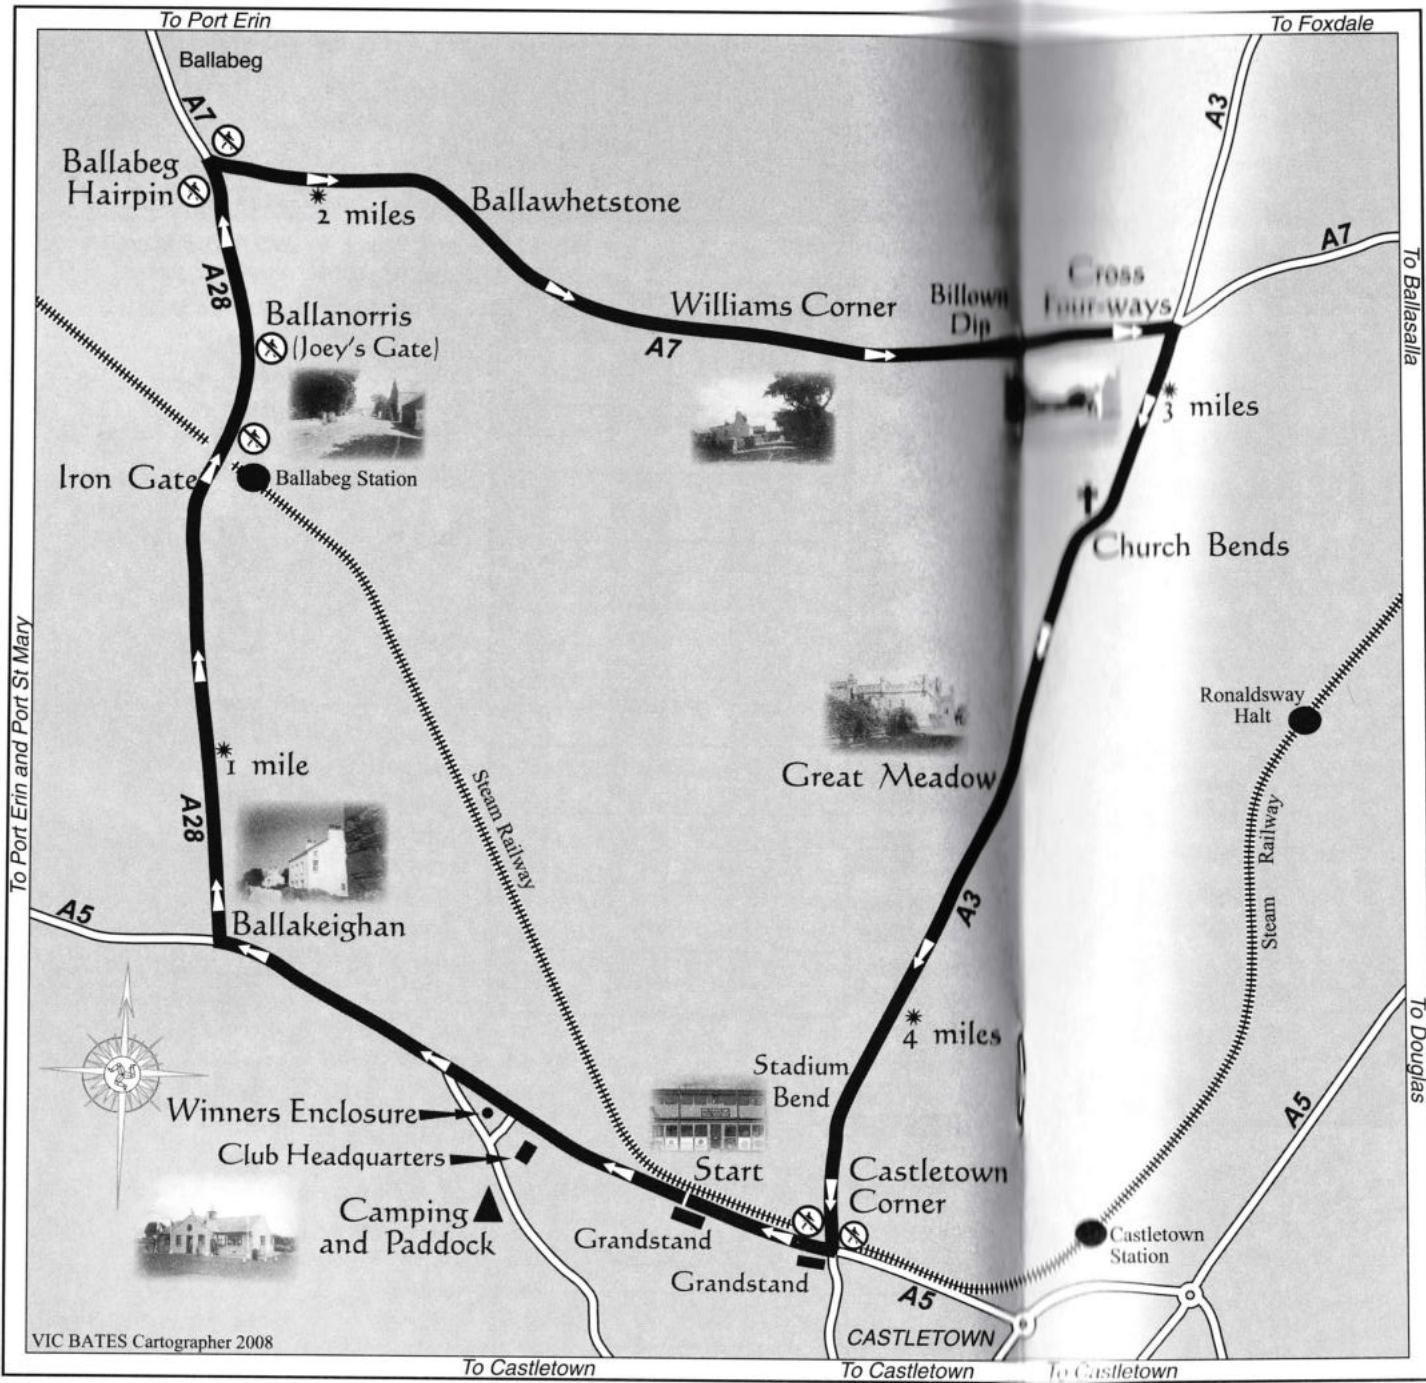 To Port Erin
To Foxdale
Ballabeg
A7
A3
Ballabeg
Hairpin
2 miles
Ballawhetstone
A7
To Ballasalla
A28
Ballanorris
(Joey's Gate)
Williams Corner
A7
Billown
Dip
Cross
Four-ways
3 miles
Iron Gate
Ballabeg Station
Church Bends
To Port Erin and Port St Mary
Ronaldsway
Halt
1 mile
Great Meadow
Steam Railway
A28
Steam Railway
A3
A5
Ballakeighan
4 miles
To Douglas
Stadium
Bend
A5
Winners Enclosure
Club Headquarters
Start
Castletown
Corner
Camping
and Paddock
Grandstand
Grandstand
Castletown
Station
A5
CASTLETOWN
VIC BATES Cartographer 2008
To Castletown
To Castletown
To Castletown